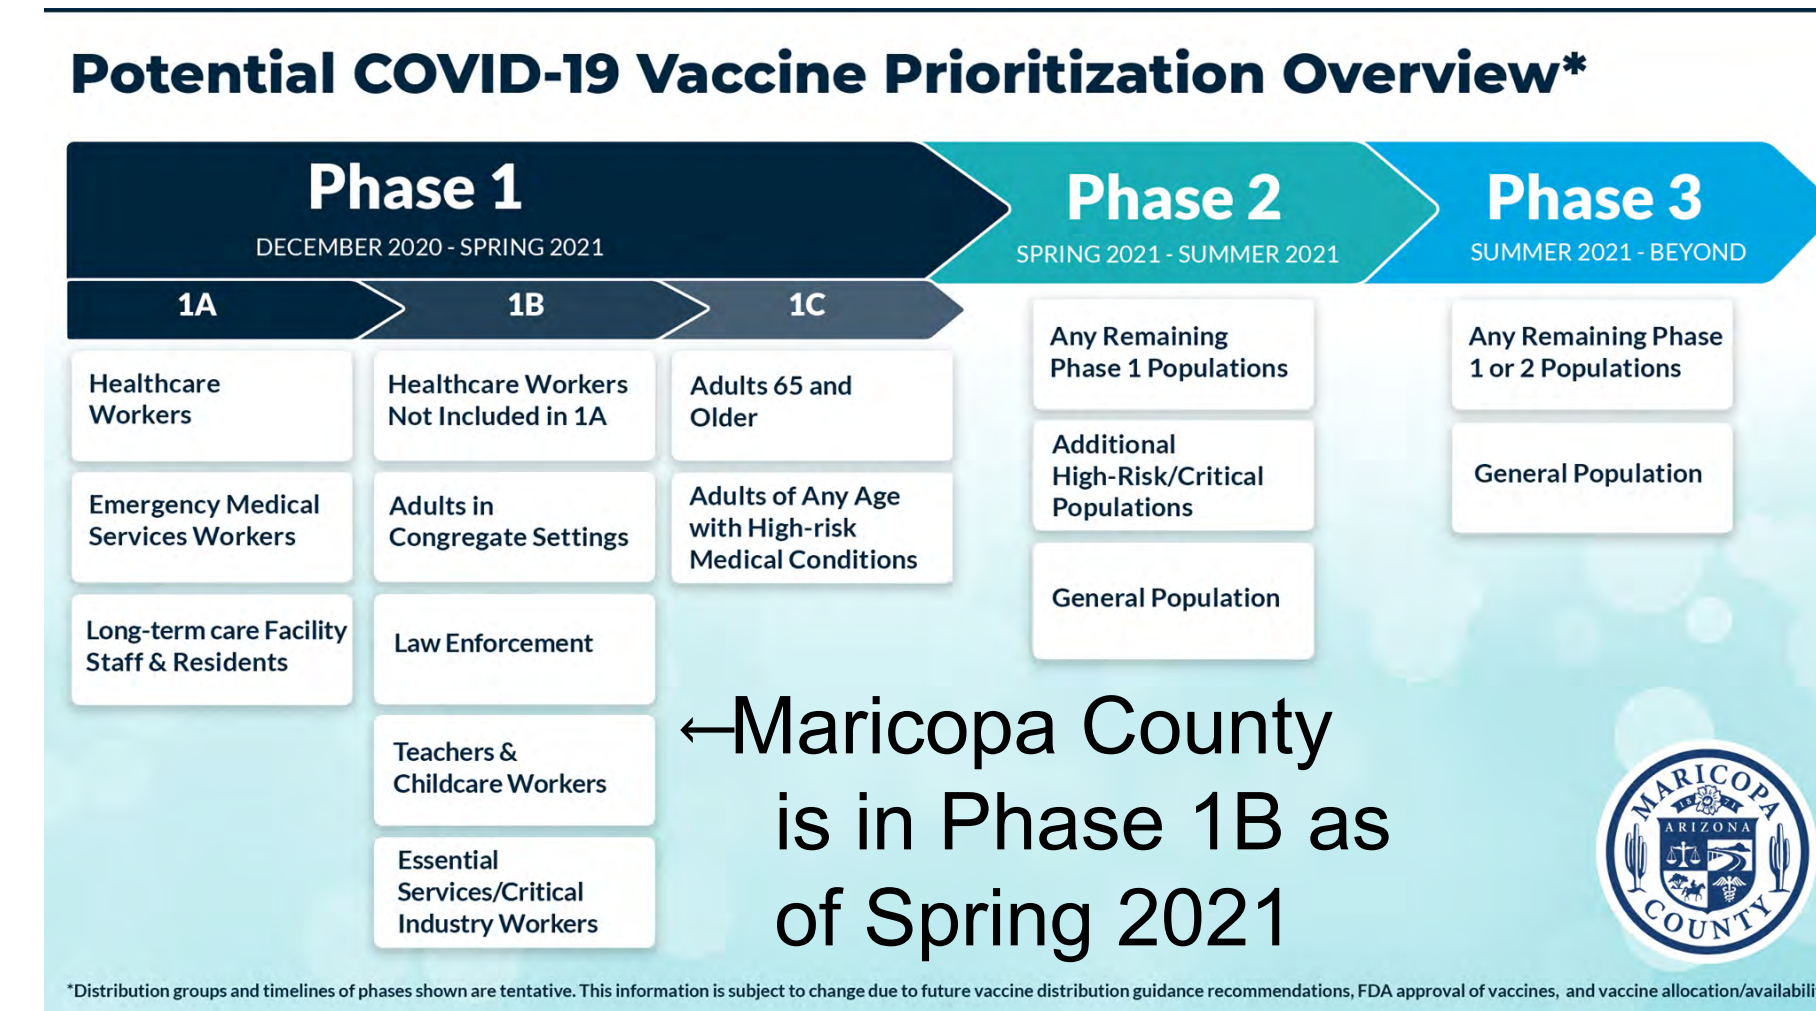 Potential COVID-19 Vaccine Prioritization Overview*
Phase 1
DECEMBER 2020 - SPRING 2021
Phase 2
SPRING 2021 - SUMMER 2021
Phase 3
SUMMER 2021 - BEYOND
1A
1B
1C
Healthcare
Workers
Emergency Medical
Services Workers
Long-term care Facility
Staff & Residents
Healthcare Workers
Not Included in 1A
Adults in
Congregate Settings
Law Enforcement
Teachers &
Childcare Workers
Essential
Services/Critical
Industry Workers
Adults 65 and
Older
Adults of Any Age
with High-risk
Medical Conditions
Any Remaining
Phase 1 Populations
Additional
High-Risk/Critical
Populations
General Population
Any Remaining Phase
1 or 2 Populations
General Population
←Maricopa County
is in Phase 1B as
of Spring 2021
MARICOPA
1871
ARIZONA
COUNTY
*Distribution groups and timelines of phases shown are tentative. This information is subject to change due to future vaccine distribution guidance recommendations, FDA approval of vaccines, and vaccine allocation/availabili